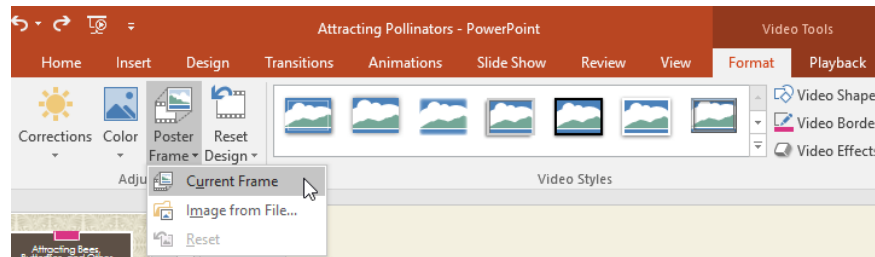 Attracting Pollinators - PowerPoint
Video Tools
Home Insert Design Transitions Animations Slide Show Review View Format Playback
Corrections Color Poster Frame Reset Design
Video Shape
Video Borde
Video Effects
Adju
Video Styles
Current Frame
Image from File...
Reset
Attracting Bees,